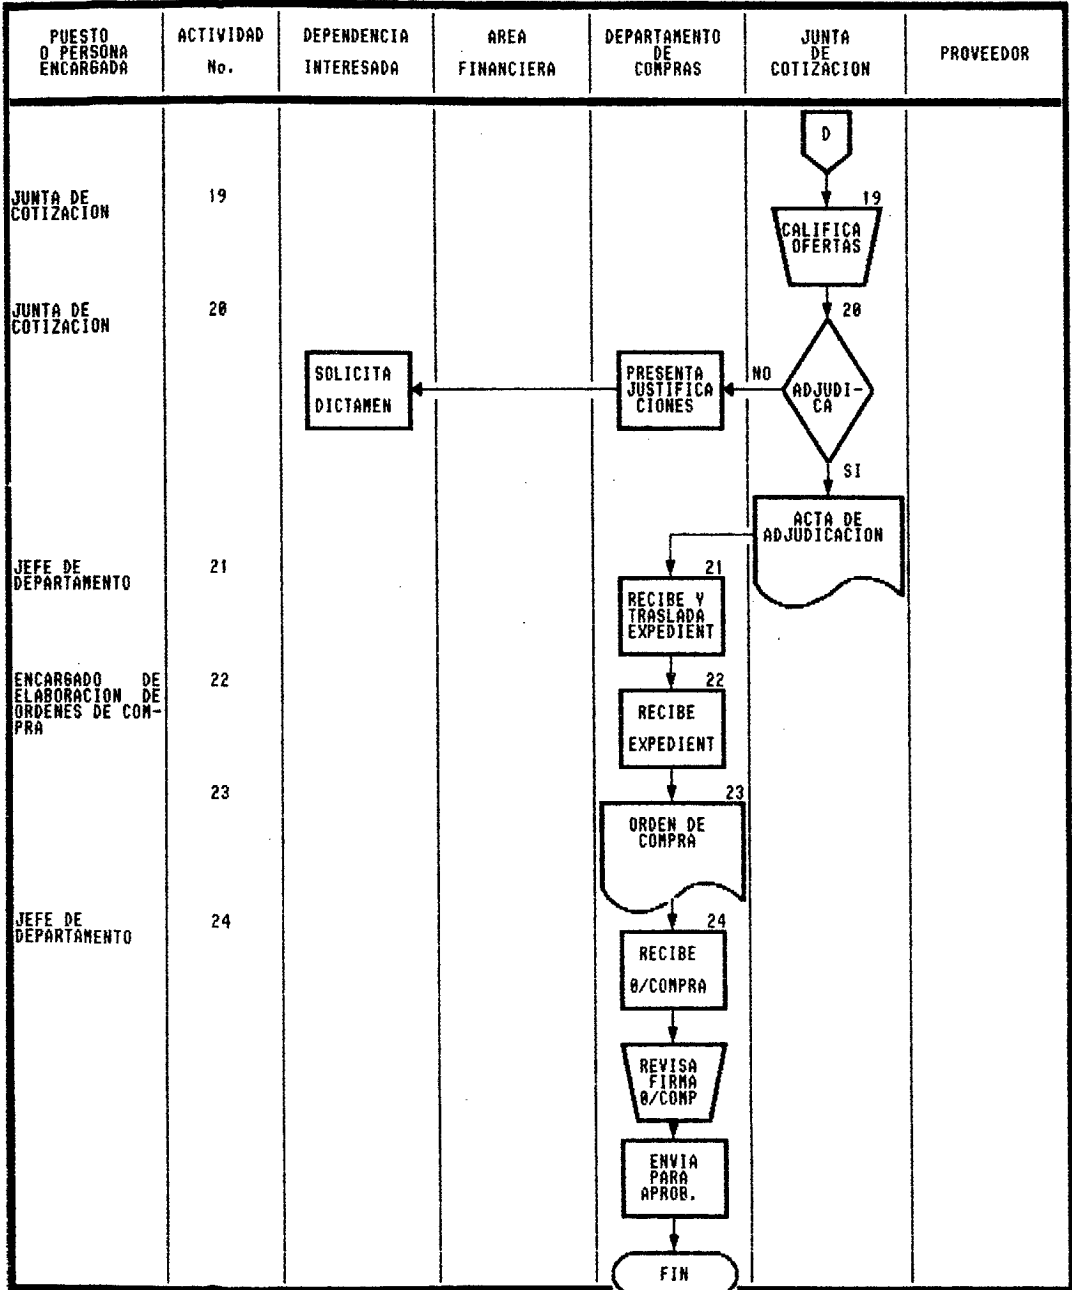 PUESTO
O PERSONA
ENCARGADA
ACTIVIDAD
No.
DEPENDENCIA
INTERESADA
AREA
FINANCIERA
DEPARTAMENTO
DE
COMPRAS
JUNTA
DE
COTIZACION
PROVEEDOR
D
JUNTA DE
COTIZACION
19
19
CALIFICA
OFERTAS
JUNTA DE
COTIZACION
20
20
ADJUDI-
CA
NO
PRESENTA
JUSTIFICA
CIONES
SOLICITA
DICTAMEN
SI
ACTA DE
ADJUDICACION
JEFE DE
DEPARTAMENTO
21
21
RECIBE Y
TRASLADA
EXPEDIENT
ENCARGADO DE
ELABORACION DE
ORDENES DE COM-
PRA
22
22
RECIBE
EXPEDIENT
23
23
ORDEN DE
COMPRA
JEFE DE
DEPARTAMENTO
24
24
RECIBE
O/COMPRA
REVISA
FIRMA
O/COMP
ENVIA
PARA
APROB.
FIN